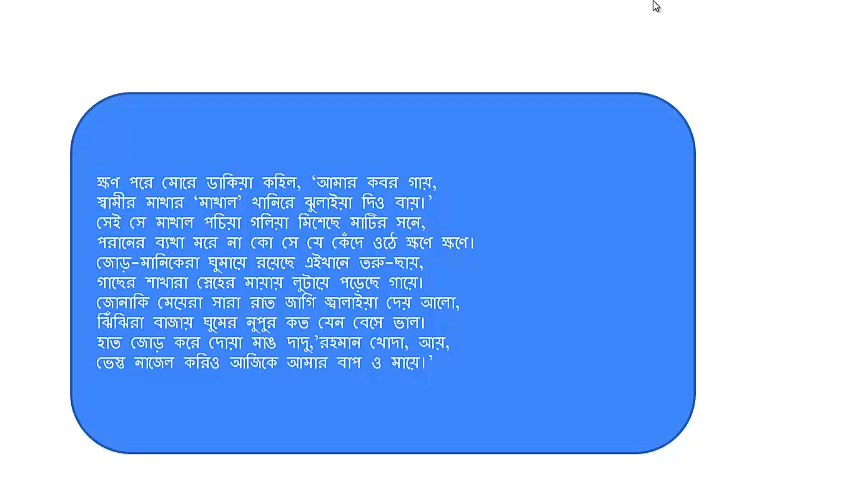 ক্ষণ পরে মোরে ডাকিয়া কহিল, ‘আমার কবর গায়,
স্বামীর মাথার ‘মাথাল’ খানিরে ঝুলাইয়া দিও বায়।’
সেই সে মাথাল পচিয়া গলিয়া মিশেছে মাটির সনে,
পরানের ব্যথা মরে না কো সে যে কেঁদে ওঠে ক্ষণে ক্ষণে।
জোড়-মানিকেরা ঘুমায়ে রয়েছে এইখানে তরু-ছায়,
গাছের শাখারা স্নেহের মায়ায় লুটায়ে পড়েছে গায়ে।
জোনাকি মেয়েরা সারা রাত জাগি জ্বালাইয়া দেয় আলো,
ঝিঁঝিরা বাজায় ঘুমের নুপুর কত যেন বেসে ভাল।
হাত জোড় করে দোয়া মাঙ দাদু,’রহমান খোদা, আয়,
ভেস্ত নাজেল করিও আজিকে আমার বাপ ও মায়ে।’